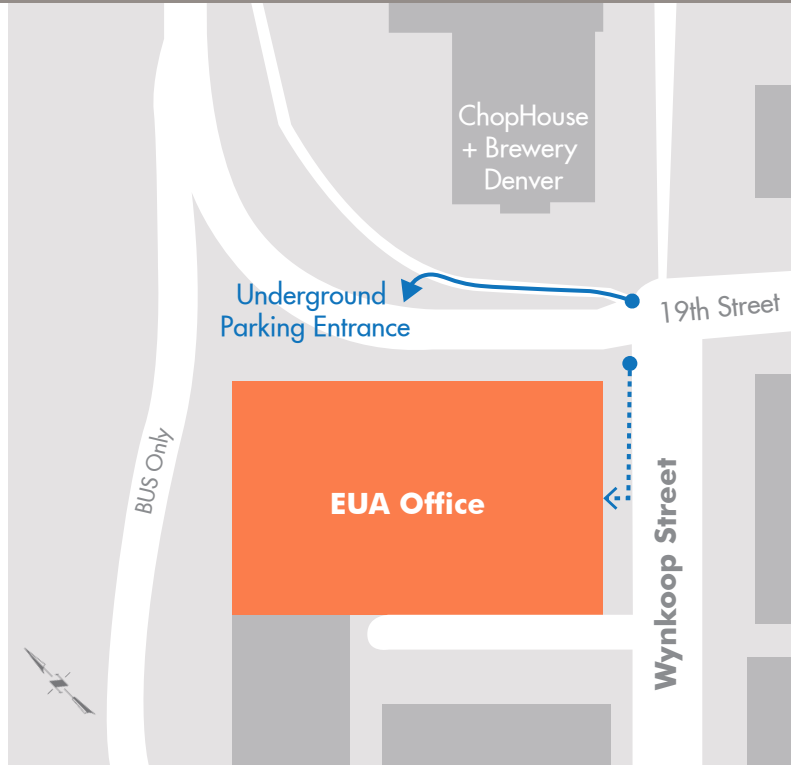 ChopHouse
+ Brewery
Denver
Underground
Parking Entrance
19th Street
BUS Only
EUA Office
Wynkoop Street